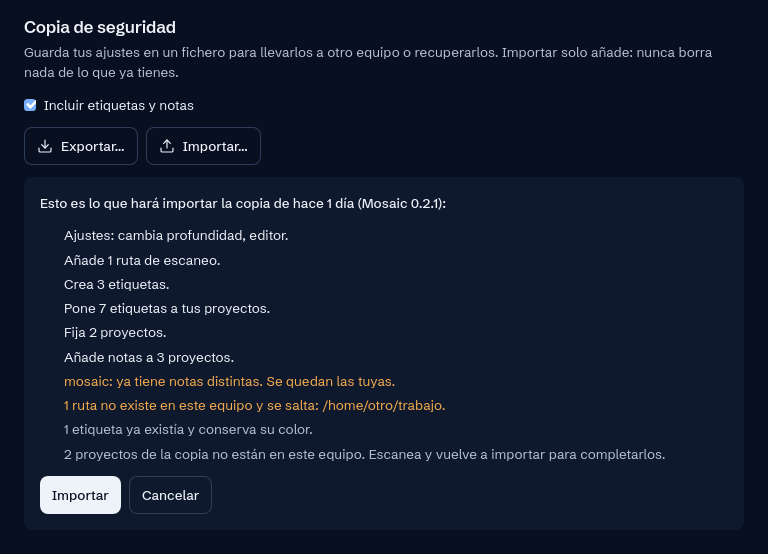 Copia de seguridad
Guarda tus ajustes en un fichero para llevarlos a otro equipo o recuperarlos. Importar solo añade: nunca borra
nada de lo que ya tienes.
Incluir etiquetas y notas
Exportar... Importar...
Esto es lo que hará importar la copia de hace 1 día (Mosaic 0.2.1):
Ajustes: cambia profundidad, editor.
Añade 1 ruta de escaneo.
Crea 3 etiquetas.
Pone 7 etiquetas a tus proyectos.
Fija 2 proyectos.
Añade notas a 3 proyectos.
mosaic: ya tiene notas distintas. Se quedan las tuyas.
1 ruta no existe en este equipo y se salta: /home/otro/trabajo.
1 etiqueta ya existía y conserva su color.
2 proyectos de la copia no están en este equipo. Escanea y vuelve a importar para completarlos.
Importar Cancelar